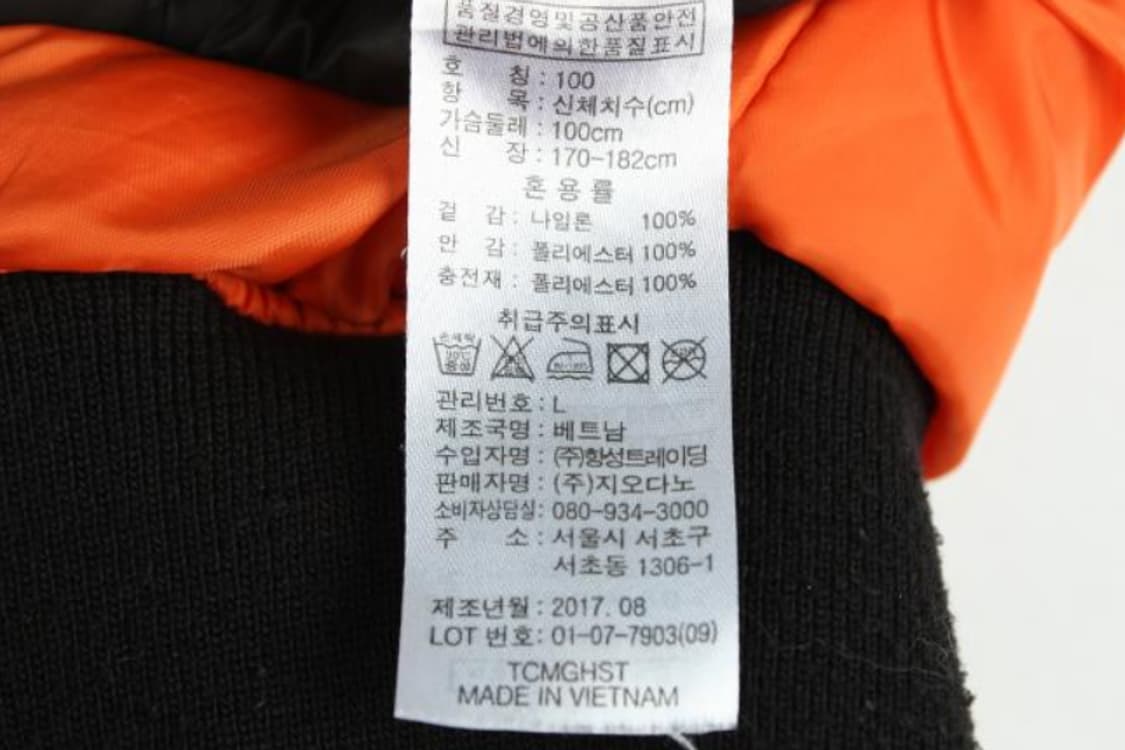 품질경영및공산품안전
관리법에의한품질표시
호 칭 : 100
항 목 : 신체치수(cm)
가슴둘레 : 100cm
신 장 : 170-182cm
혼용률
겉 감 : 나일론 100%
안 감 : 폴리에스터 100%
충전재 : 폴리에스터 100%
취급주의표시
손세탁
30℃
중성
관리번호 : L
제조국명 : 베트남
수입자명 : (주)항성트레이딩
판매자명 : (주)지오다노
소비자상담실: 080-934-3000
주 소 : 서울시 서초구
서초동 1306-1
제조년월 : 2017. 08
LOT 번호: 01-07-7903(09)
TCMGHST
MADE IN VIETNAM